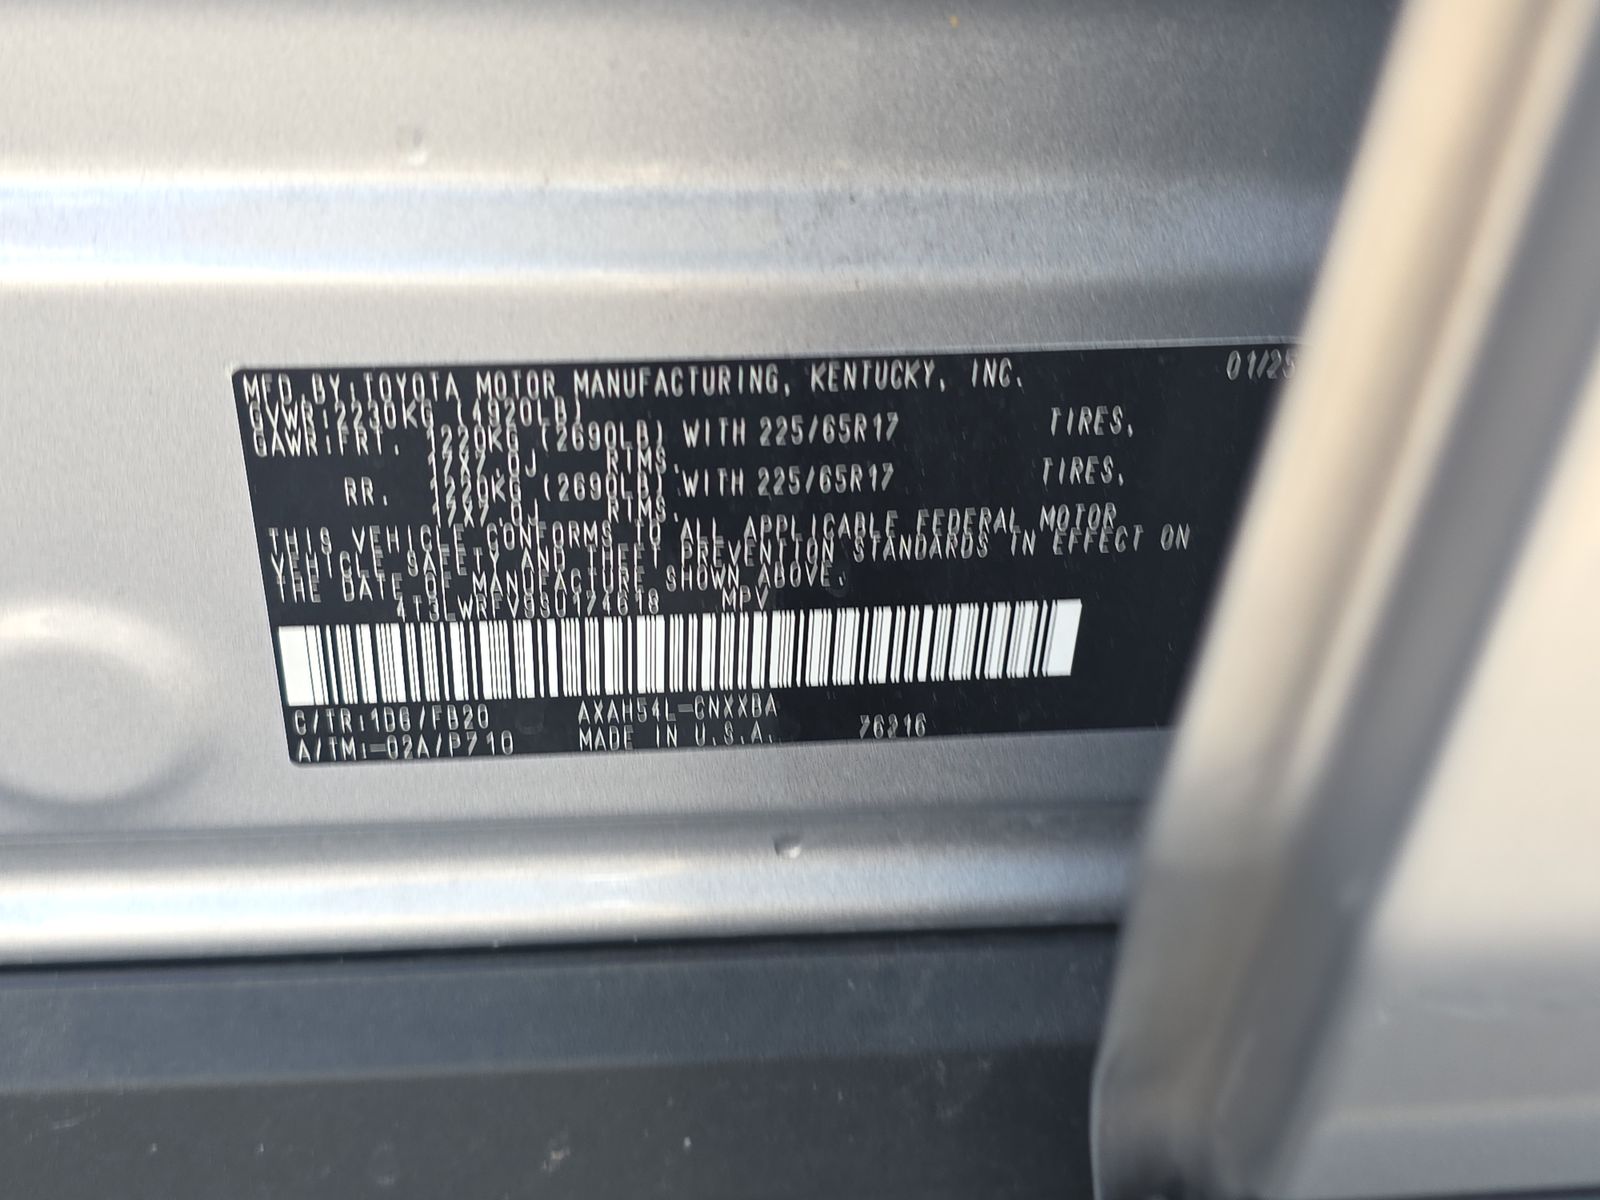 MFD.BY:TOYOTA MOTOR MANUFACTURING, KENTUCKY, INC. 01/25
GVWR:2230KG (4920LB)
GAWR:FRT. 1220KG (2690LB) WITH 225/65R17 TIRES,
17X7.0J RIMS.
RR. 1220KG (2690LB) WITH 225/65R17 TIRES,
17X7.0J RIMS.
THIS VEHICLE CONFORMS TO ALL APPLICABLE FEDERAL MOTOR
VEHICLE SAFETY AND THEFT PREVENTION STANDARDS IN EFFECT ON
THE DATE OF MANUFACTURE SHOWN ABOVE.
MPV
C/TR:1D6/FB20 AXAH54L-CNXXBA
A/TM:-02A/P710 MADE IN U.S.A. 76216